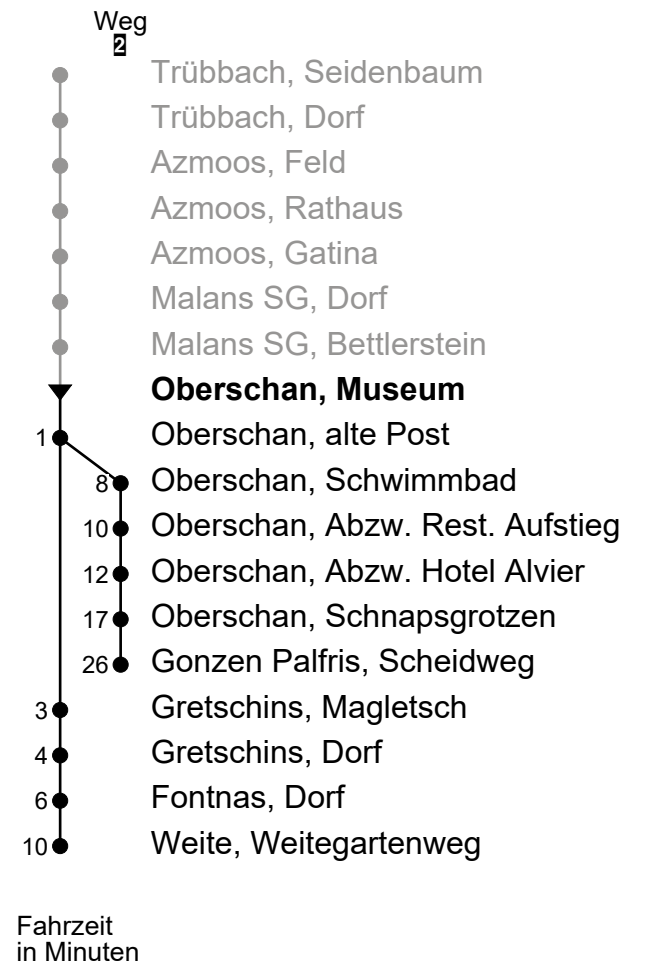 Weg
2
Trübbach, Seidenbaum
Trübbach, Dorf
Azmoos, Feld
Azmoos, Rathaus
Azmoos, Gatina
Malans SG, Dorf
Malans SG, Bettlerstein
Oberschan, Museum
1 Oberschan, alte Post
8 Oberschan, Schwimmbad
10 Oberschan, Abzw. Rest. Aufstieg
12 Oberschan, Abzw. Hotel Alvier
17 Oberschan, Schnapsgrotzen
26 Gonzen Palfris, Scheidweg
3 Gretschins, Magletsch
4 Gretschins, Dorf
6 Fontnas, Dorf
10 Weite, Weitegartenweg
Fahrzeit
in Minuten